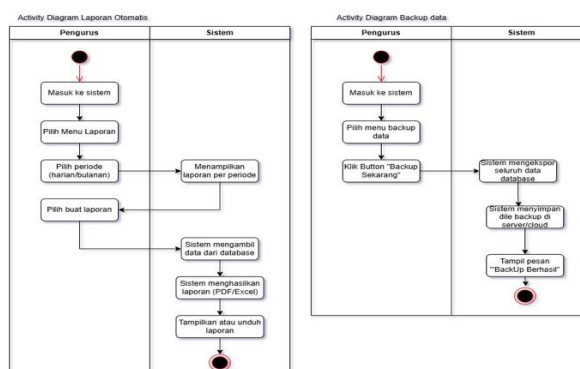 Activity Diagram Laporan Otomatis
Pengurus
Sistem
Masuk ke sistem
Pilih Menu Laporan
Pilih periode
(harian/bulanan)
Menampilkan
laporan per periode
Pilih buat laporan
Sistem mengambil
data dari database
Sistem menghasilkan
laporan (PDF/Excel)
Tampilkan atau unduh
laporan
Activity Diagram Backup data
Pengurus
Sistem
Masuk ke sistem
Pilih menu backup
data
Klik Button "Backup
Sekarang"
Sistem mengekspor
seluruh data
database
Sistem menyimpan
dile backup di
server/cloud
Tampil pesan
"BackUp Berhasil"